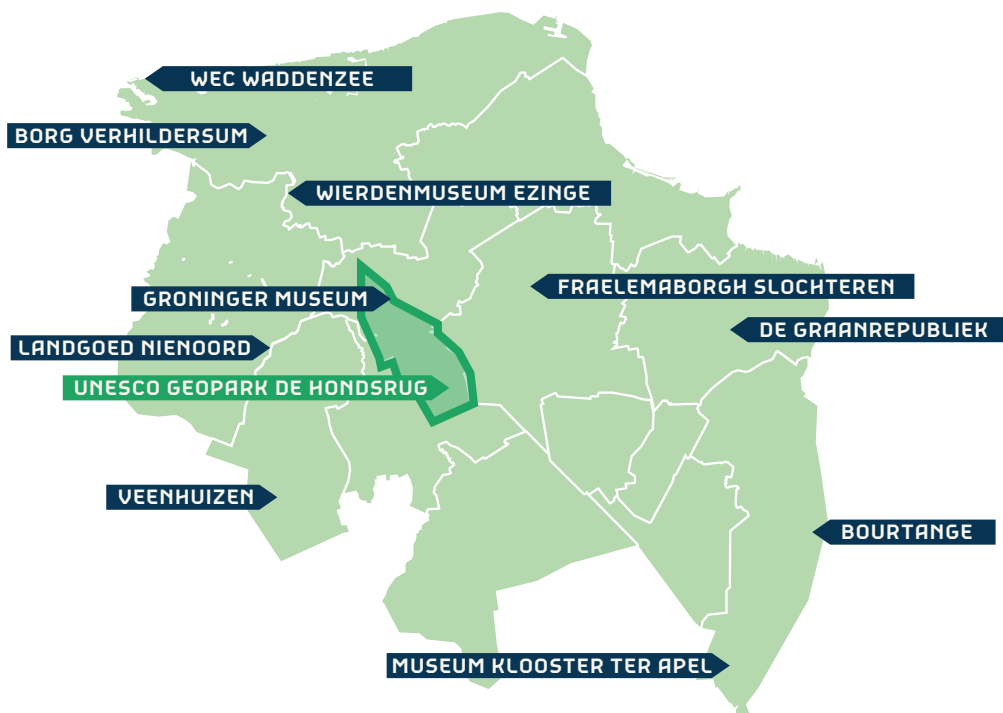 WEC WADDENZEE
BORG VERHILDERSUM
WIERDENMUSEUM EZINGE
FRAELEMABORGH SLOCHTEREN
GRONINGER MUSEUM
DE GRAANREPUBLIEK
LANDGOED NIENOORD
UNESCO GEOPARK DE HONDSRUG
VEENHUIZEN
BOURTANGE
MUSEUM KLOOSTER TER APEL